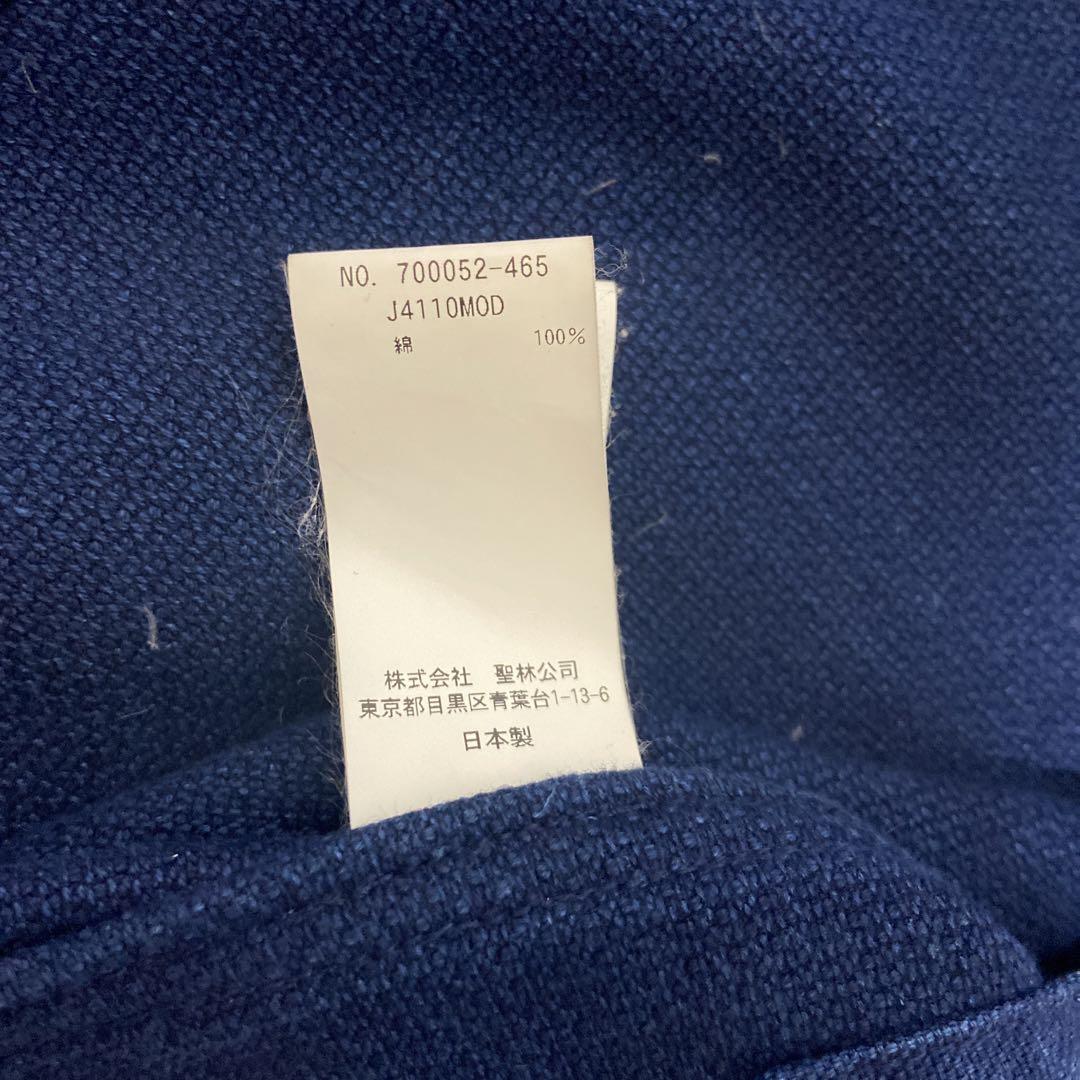 NO. 700052-465
J4110MOD
綿 100%
株式会社 聖林公司
東京都目黒区青葉台1-13-6
日本製